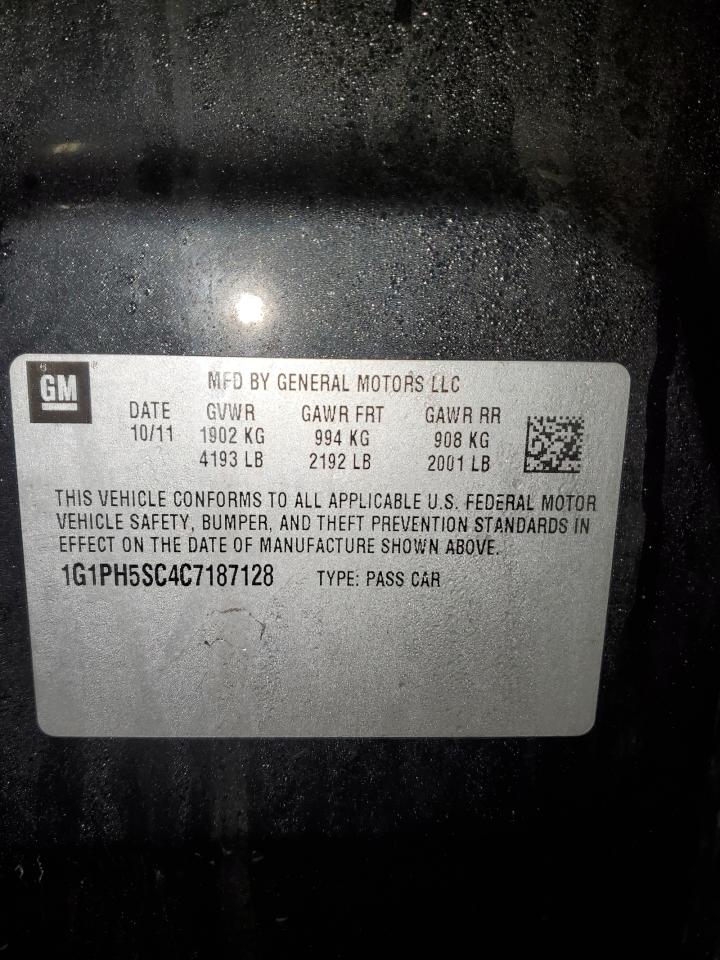 GM
MFD BY GENERAL MOTORS LLC
DATE GVWR GAWR FRT GAWR RR
10/11 1902 KG 994 KG 908 KG
4193 LB 2192 LB 2001 LB
THIS VEHICLE CONFORMS TO ALL APPLICABLE U.S. FEDERAL MOTOR
VEHICLE SAFETY, BUMPER, AND THEFT PREVENTION STANDARDS IN
EFFECT ON THE DATE OF MANUFACTURE SHOWN ABOVE.
1G1PH5SC4C7187128 TYPE: PASS CAR